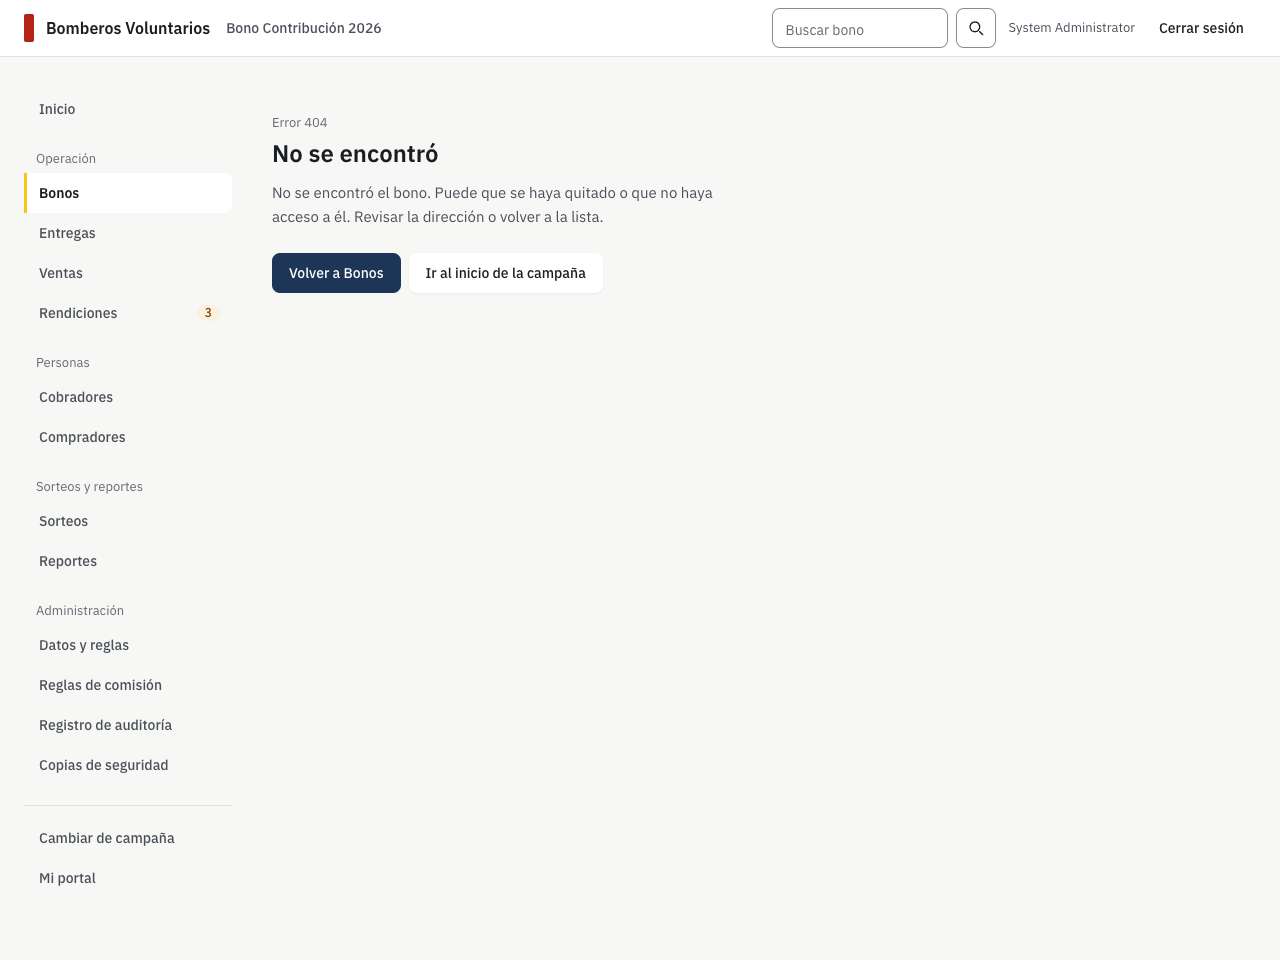 Bomberos Voluntarios
Bono Contribución 2026
Buscar bono
System Administrator
Cerrar sesión
Inicio
Operación
Bonos
Entregas
Ventas
Rendiciones 3
Personas
Cobradores
Compradores
Sorteos y reportes
Sorteos
Reportes
Administración
Datos y reglas
Reglas de comisión
Registro de auditoría
Copias de seguridad
Cambiar de campaña
Mi portal
Error 404
No se encontró
No se encontró el bono. Puede que se haya quitado o que no haya
acceso a él. Revisar la dirección o volver a la lista.
Volver a Bonos
Ir al inicio de la campaña